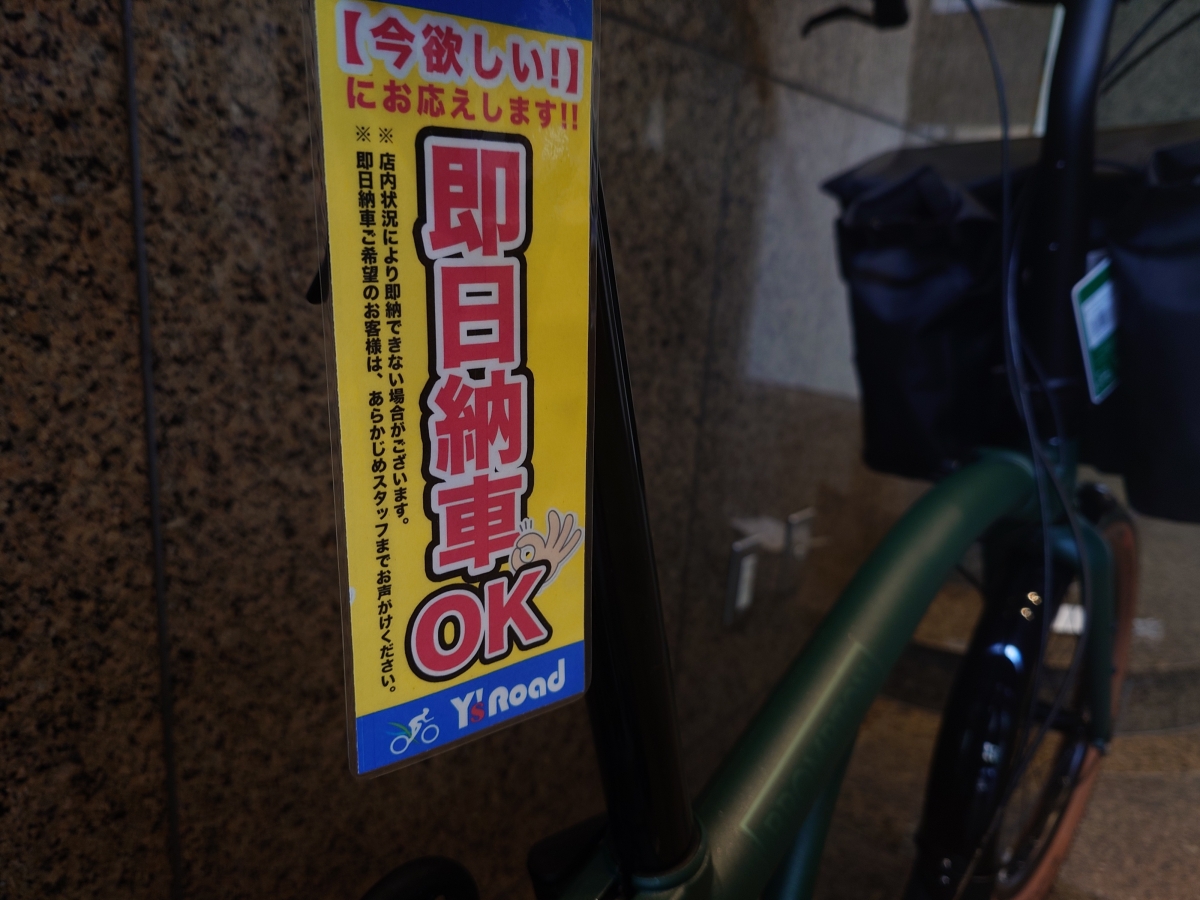 【今欲しい!】
にお応えします!!
即日納車
OK
※店内状況により即納できない場合がございます。
※即日納車ご希望のお客様は、あらかじめスタッフまでお声がけください。
Y'sRoad